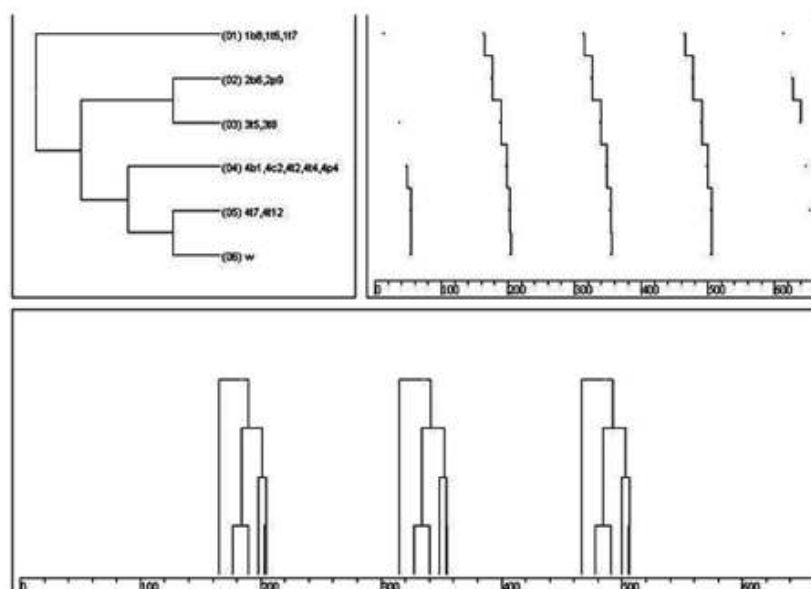 (01) 1b8,1t6,1t7
(02) 2b6,2p9
(03) 3t5,3t8
(04) 4b1,4c2,4t2,4t4,4p4
(05) 4t7,4t12
(06) w
0 100 200 300 400 500 600
0 100 200 300 400 500 600